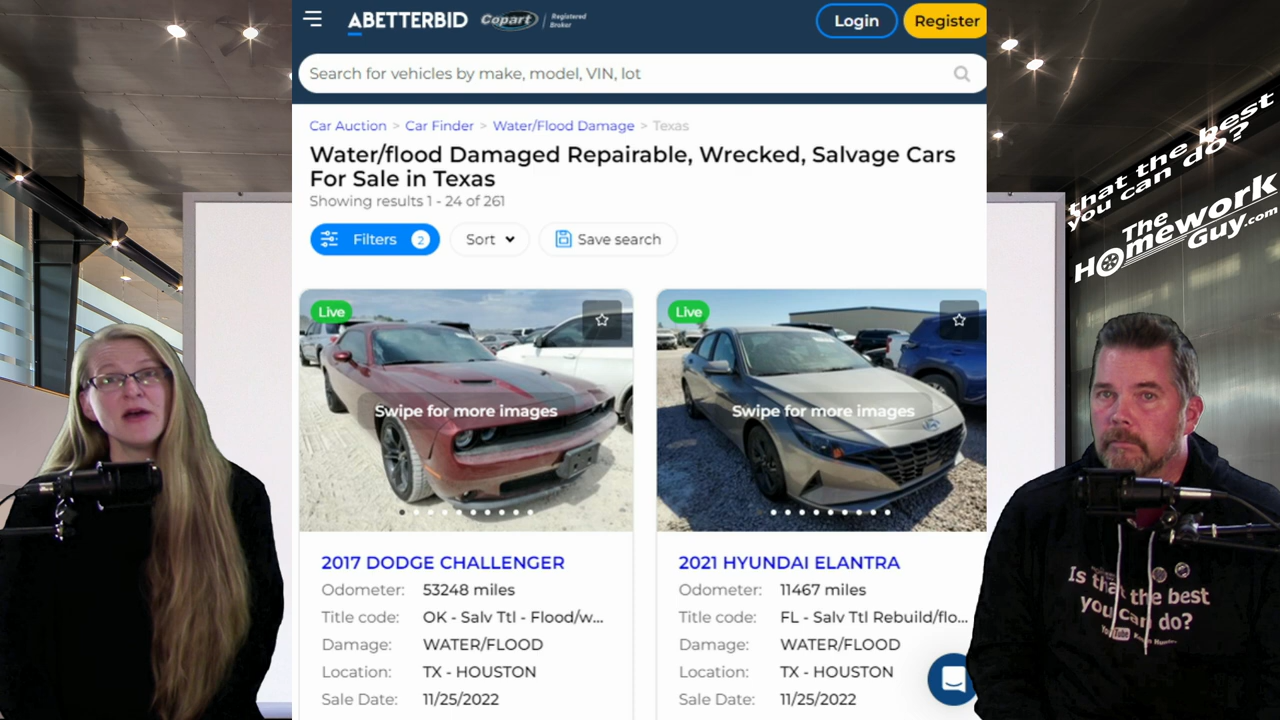 ABETTERBID Copart Registered Broker
Login
Register
Search for vehicles by make, model, VIN, lot
Car Auction > Car Finder > Water/Flood Damage > Texas
Water/flood Damaged Repairable, Wrecked, Salvage Cars
For Sale in Texas
Showing results 1 - 24 of 261
Filters 2
Sort
Save search
Live
Swipe for more images
2017 DODGE CHALLENGER
Odometer: 53248 miles
Title code: OK - Salv Ttl - Flood/w...
Damage: WATER/FLOOD
Location: TX - HOUSTON
Sale Date: 11/25/2022
Live
Swipe for more images
2021 HYUNDAI ELANTRA
Odometer: 11467 miles
Title code: FL - Salv Ttl Rebuild/flo...
Damage: WATER/FLOOD
Location: TX - HOUSTON
Sale Date: 11/25/2022
that the best
you can do?
The
Homework
Guy.com
Is that the best
you can do?
YouTube